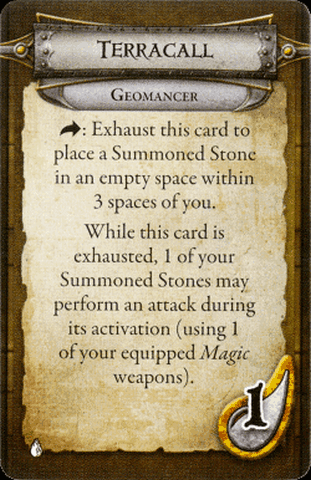 TERRACALL
GEOMANCER
: Exhaust this card to
place a Summoned Stone
in an empty space within
3 spaces of you.
While this card is
exhausted, 1 of your
Summoned Stones may
perform an attack during
its activation (using 1
of your equipped Magic
weapons).
1